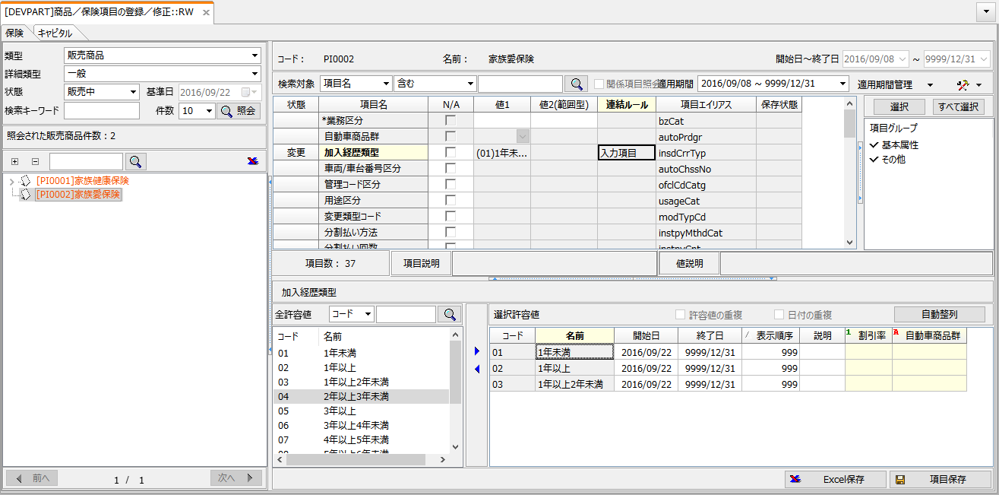 [DEVPART]商品／保険項目の登録／修正::RW
保険 キャピタル
類型 販売商品
詳細類型 一般
状態 販売中 基準日 2016/09/22
検索キーワード 件数 10 照会
照会された販売商品件数 : 2
[PI0001]家族健康保険
[PI0002]家族愛保険
前へ 1 / 1 次へ
コード : PI0002 名前 : 家族愛保険 開始日～終了日 2016/09/08 ～ 9999/12/31
検索対象 項目名 含む 関係項目照会 適用期間 2016/09/08 ~ 9999/12/31 適用期間管理
状態 項目名 N/A 値1 値2(範囲型) 連結ルール 項目エイリアス 保存状態
*業務区分 bzCat
自動車商品群 autoPrdgr
変更 加入経歴類型 (01)1年未... 入力項目 insdCrrTyp
車両/車台番号区分 autoChssNo
管理コード区分 ofclCdCatg
用途区分 usageCat
変更類型コード modTypCd
分割払い方法 instpyMthdCat
分割払い回数 instpyCnt
選択 すべて選択
項目グループ
基本属性
その他
項目数 : 37 項目説明 値説明
加入経歴類型
全許容値 コード
コード 名前
01 1年未満
02 1年以上
03 1年以上2年未満
04 2年以上3年未満
05 3年以上
06 3年以上4年未満
07 4年以上5年未満
選択許容値 許容値の重複 日付の重複 自動整列
コード 名前 開始日 終了日 / 表示順序 説明 1 割引率 A 自動車商品群
01 1年未満 2016/09/22 9999/12/31 999
02 1年以上 2016/09/22 9999/12/31 999
03 1年以上2年未満 2016/09/22 9999/12/31 999
Excel保存 項目保存